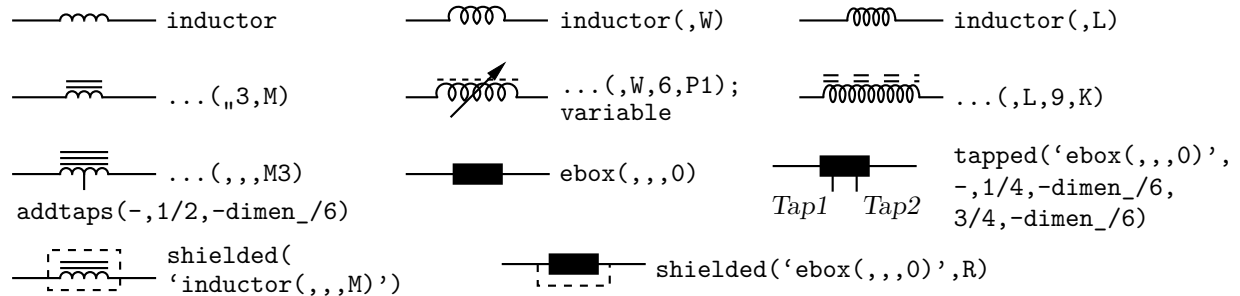 inductor
inductor(,W)
inductor(,L)
...(„3,M)
...(,W,6,P1);
variable
...(,L,9,K)
...(,,,M3)
addtaps(-,1/2,-dimen_/6)
ebox(,,,0)
Tap1
Tap2
tapped(‘ebox(,,,0)’,
-,1/4,-dimen_/6,
3/4,-dimen_/6)
shielded(
‘inductor(,,,M)’)
shielded(‘ebox(,,,0)’,R)